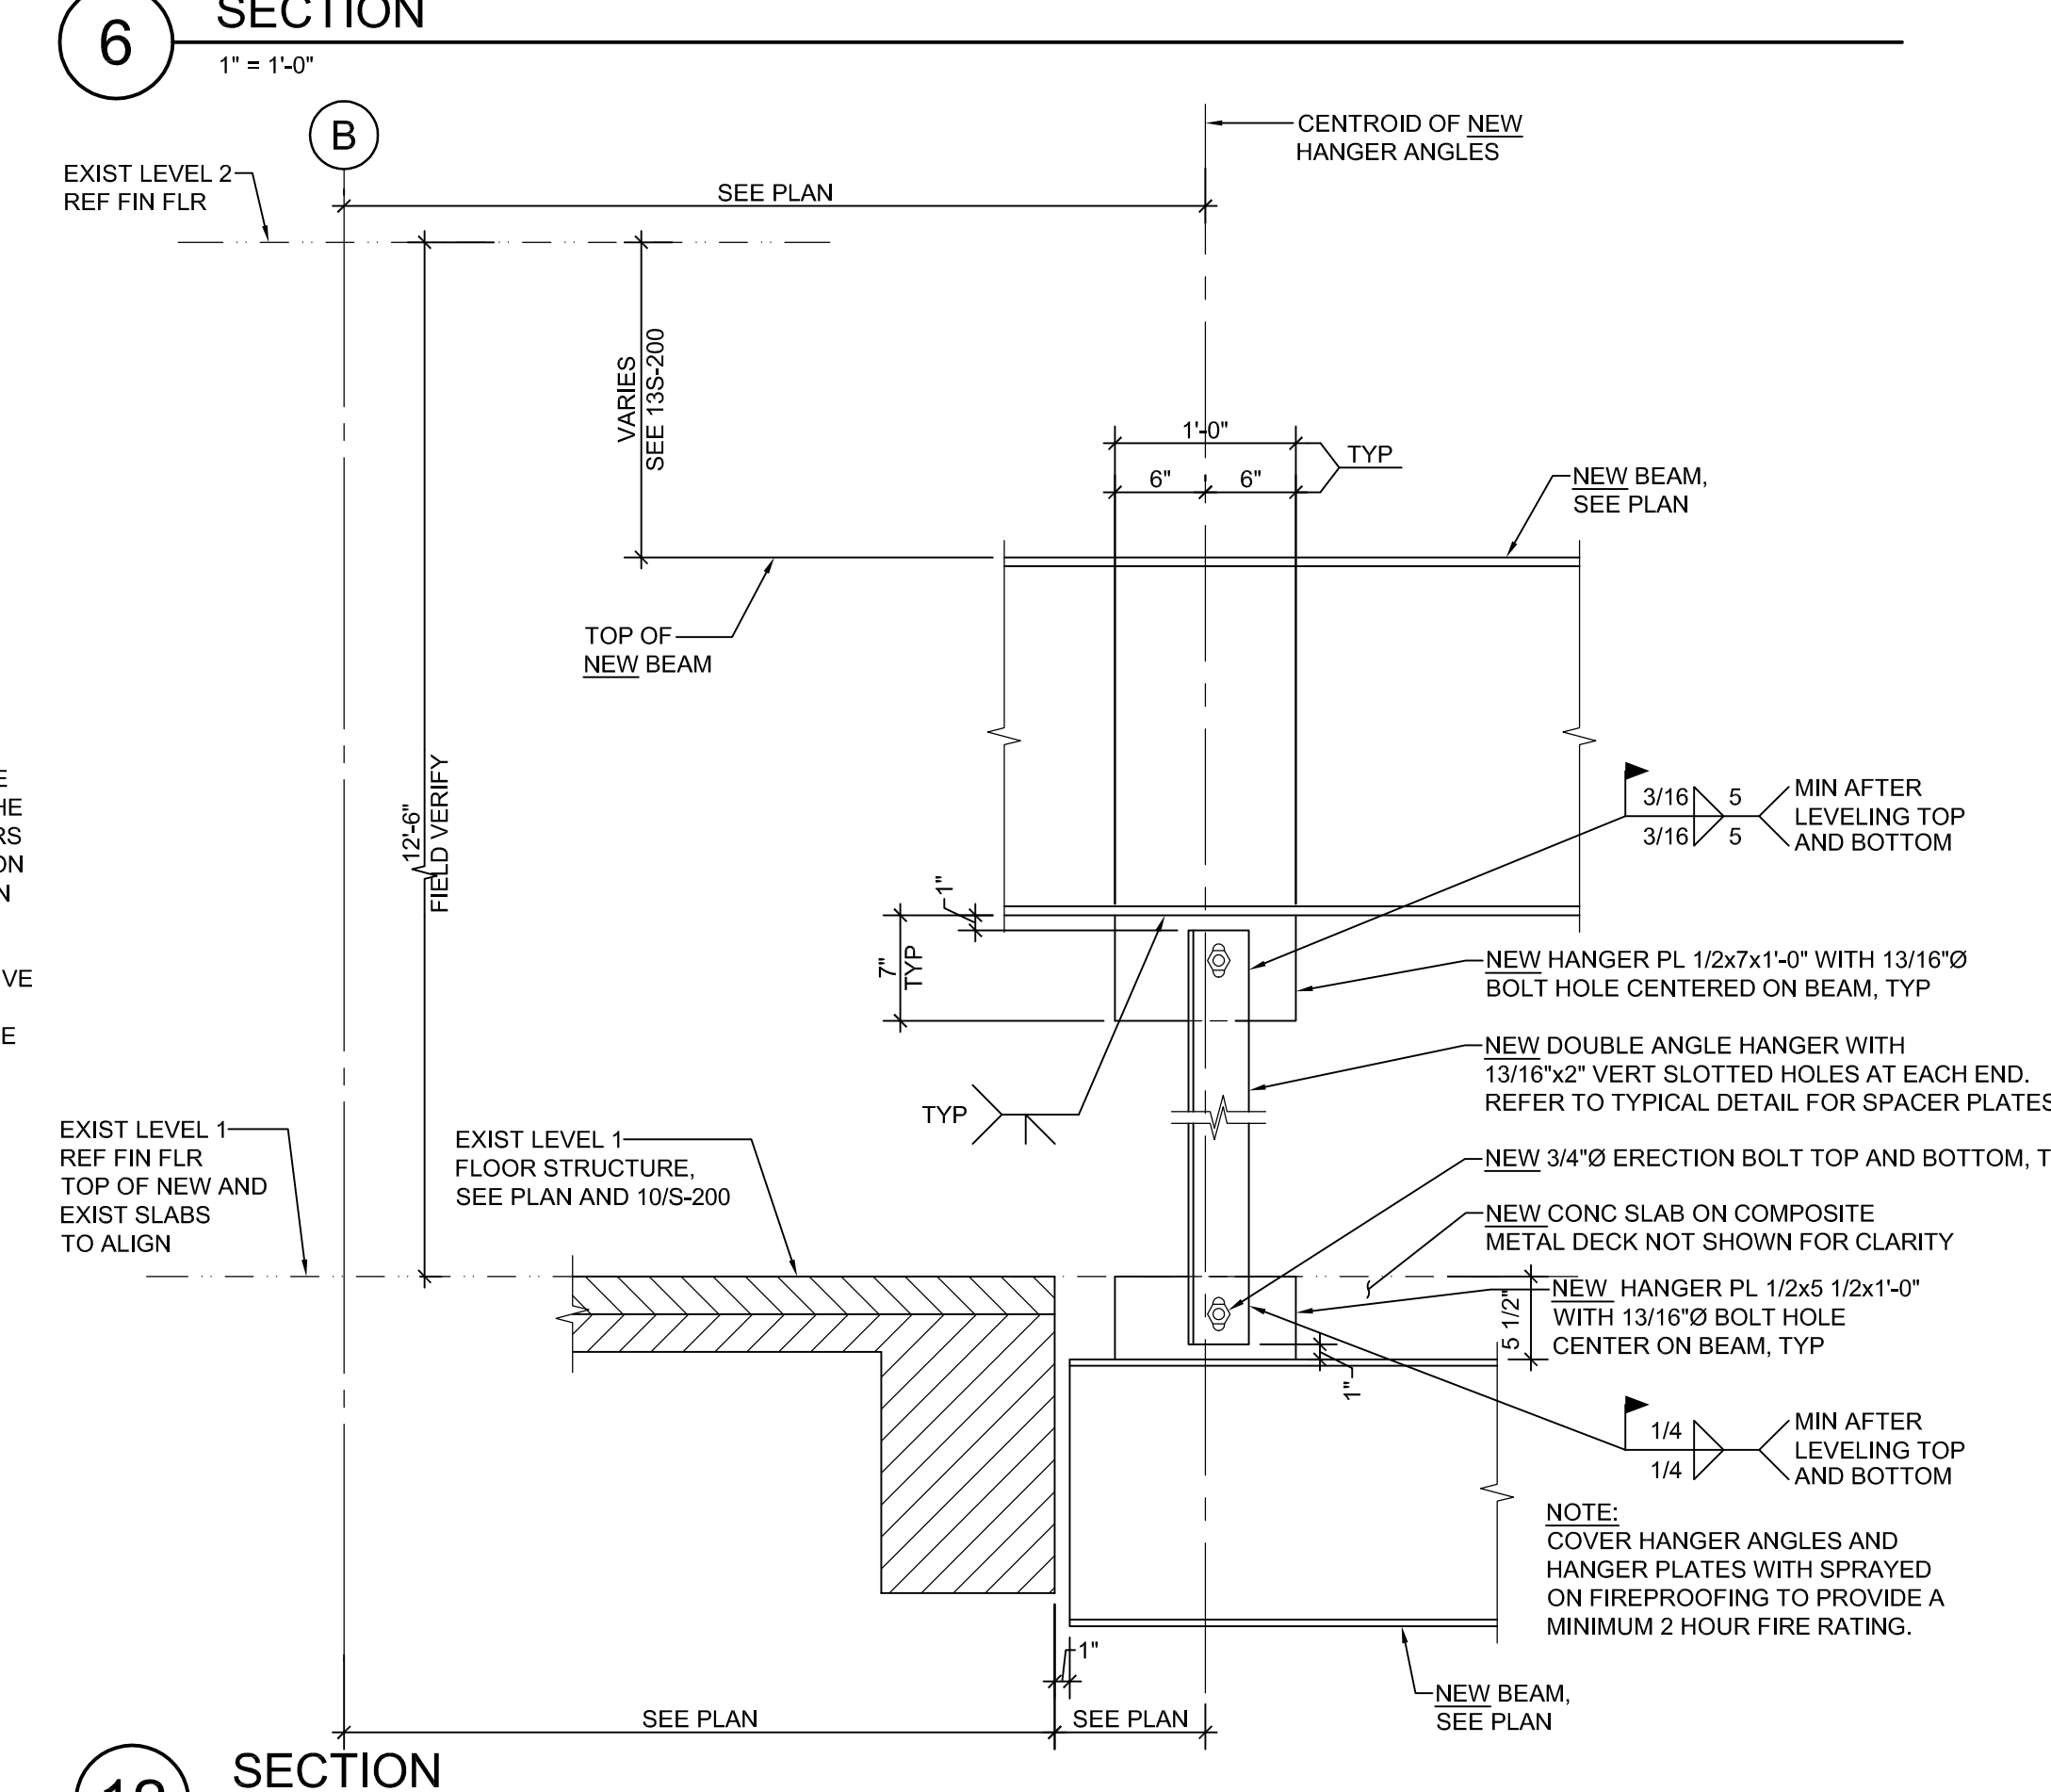 6
SECTION
1" = 1'-0"
B
CENTROID OF NEW
HANGER ANGLES
EXIST LEVEL 2
REF FIN FLR
SEE PLAN
VARIES
SEE 13S-200
1'-0"
TYP
6"
6"
NEW BEAM,
SEE PLAN
TOP OF
NEW BEAM
12'-6"
FIELD VERIFY
E
HE
RS
ON
N
VE
E
3/16
5
3/16
5
MIN AFTER
LEVELING TOP
AND BOTTOM
1"
7"
TYP
NEW HANGER PL 1/2x7x1'-0" WITH 13/16"Ø
BOLT HOLE CENTERED ON BEAM, TYP
NEW DOUBLE ANGLE HANGER WITH
13/16"x2" VERT SLOTTED HOLES AT EACH END.
REFER TO TYPICAL DETAIL FOR SPACER PLATES
TYP
EXIST LEVEL 1
REF FIN FLR
TOP OF NEW AND
EXIST SLABS
TO ALIGN
EXIST LEVEL 1
FLOOR STRUCTURE,
SEE PLAN AND 10/S-200
NEW 3/4"Ø ERECTION BOLT TOP AND BOTTOM, T
NEW CONC SLAB ON COMPOSITE
METAL DECK NOT SHOWN FOR CLARITY
NEW HANGER PL 1/2x5 1/2x1'-0"
WITH 13/16"Ø BOLT HOLE
CENTER ON BEAM, TYP
5 1/2"
1"
1/4
1/4
MIN AFTER
LEVELING TOP
AND BOTTOM
NOTE:
COVER HANGER ANGLES AND
HANGER PLATES WITH SPRAYED
ON FIREPROOFING TO PROVIDE A
MINIMUM 2 HOUR FIRE RATING.
1"
NEW BEAM,
SEE PLAN
SEE PLAN
SEE PLAN
SECTION